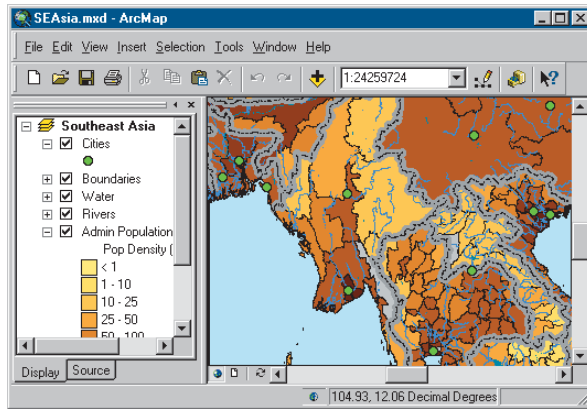 SEAsia.mxd - ArcMap
File Edit View Insert Selection Tools Window Help
1:24259724
Southeast Asia
Cities
Boundaries
Water
Rivers
Admin Population
Pop Density (
< 1
1 - 10
10 - 25
25 - 50
50 - 100
Display Source
104.93, 12.06 Decimal Degrees